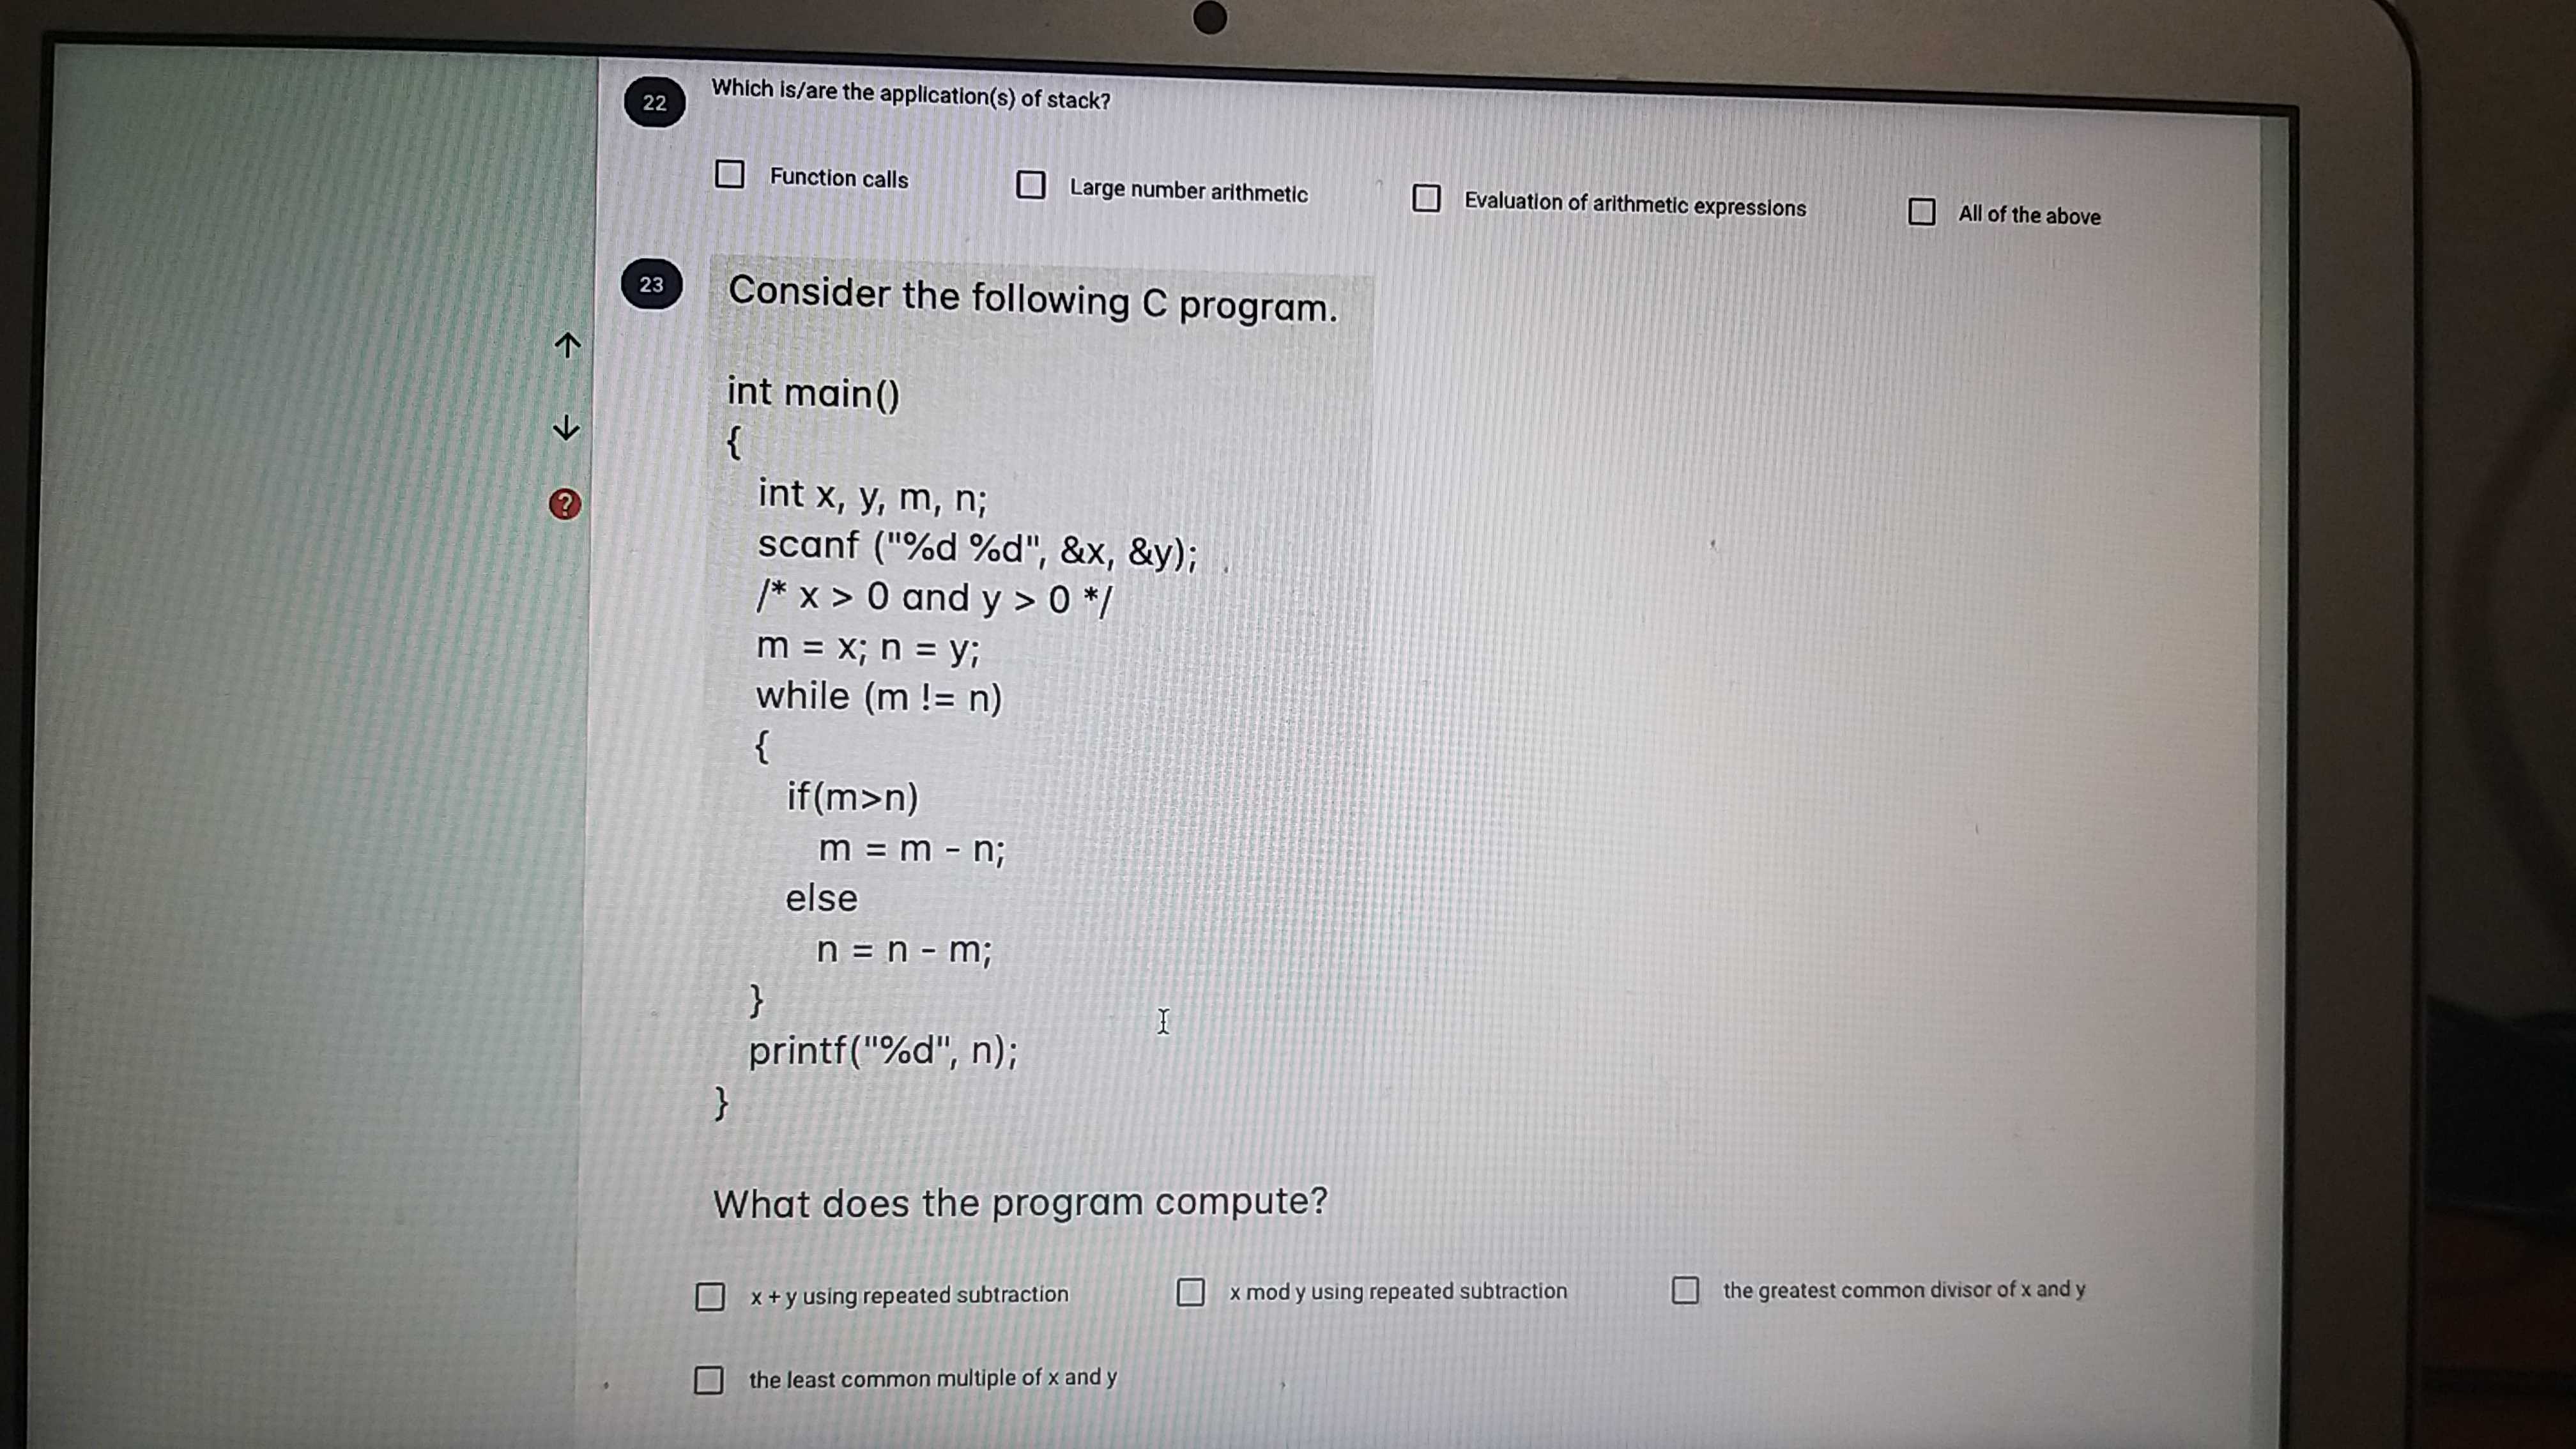 22 Which is/are the application(s) of stack?
Function calls Large number arithmetic Evaluation of arithmetic expressions All of the above
23 Consider the following C program.
int main()
{
int x, y, m, n;
scanf ("%d %d", &x, &y);
/* x > 0 and y > 0 */
m = x; n = y;
while (m != n)
{
if(m>n)
m = m - n;
else
n = n - m;
}
printf("%d", n);
}
What does the program compute?
x + y using repeated subtraction x mod y using repeated subtraction the greatest common divisor of x and y
the least common multiple of x and y